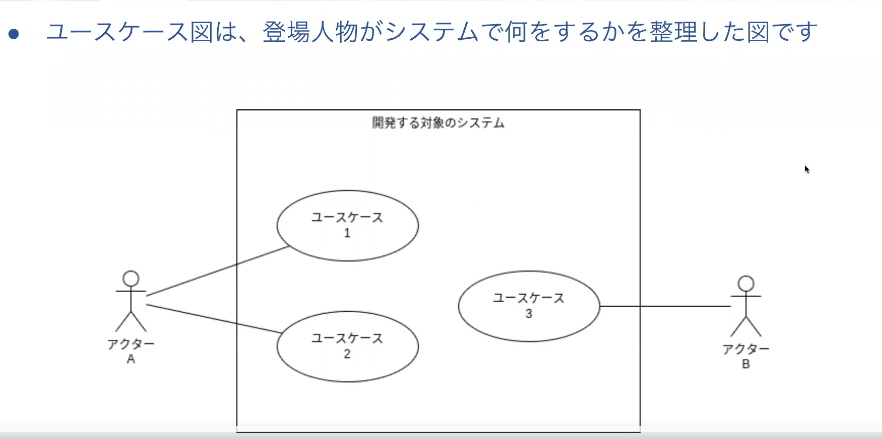 ● ユースケース図は、登場人物がシステムで何をするかを整理した図です
開発する対象のシステム
ユースケース
1
ユースケース
2
ユースケース
3
アクター
A
アクター
B